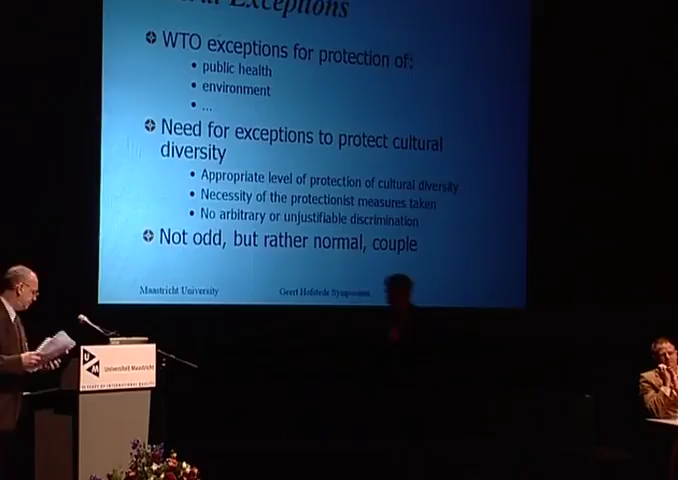 Exceptions
WTO exceptions for protection of:
• public health
• environment
• ...
Need for exceptions to protect cultural
diversity
• Appropriate level of protection of cultural diversity
• Necessity of the protectionist measures taken
• No arbitrary or unjustifiable discrimination
Not odd, but rather normal, couple
Maastricht University
Geert Hofstede Symposium
U
M
Universiteit Maastricht